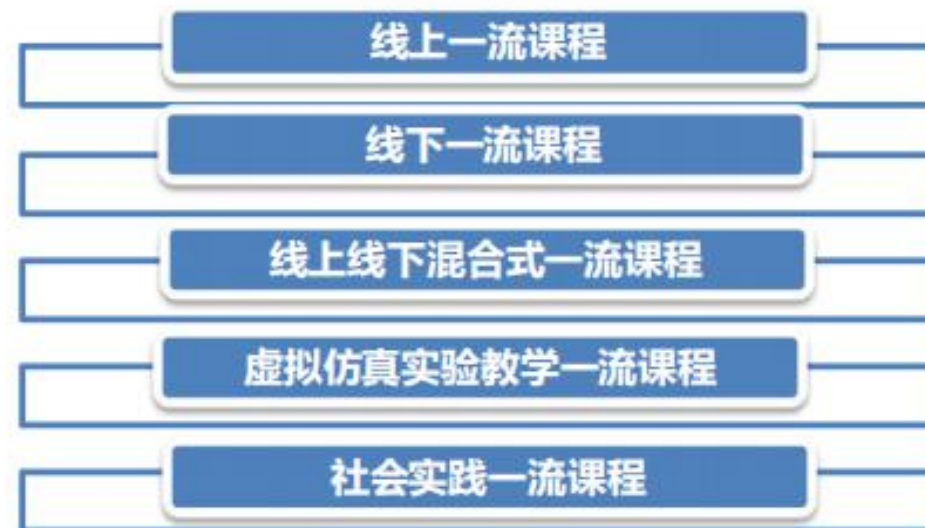 线上一流课程
线下一流课程
线上线下混合式一流课程
虚拟仿真实验教学一流课程
社会实践一流课程